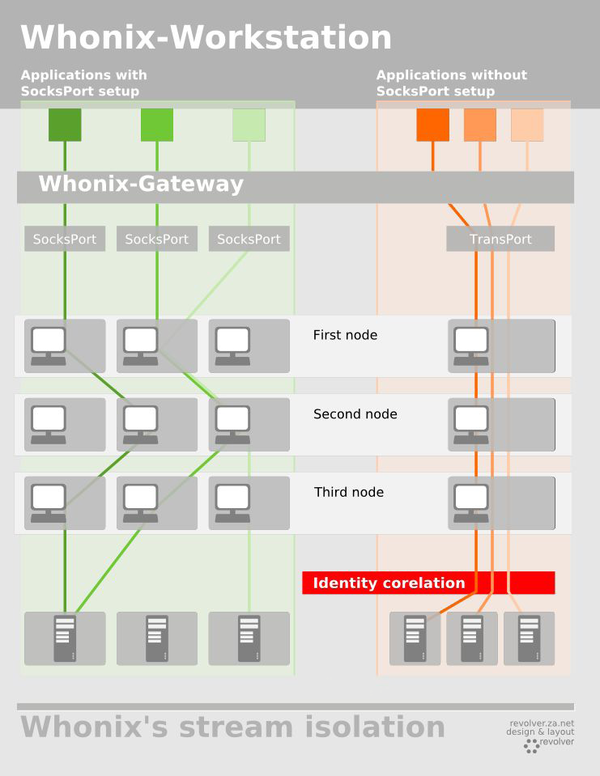 Whonix-Workstation
Applications with
SocksPort setup
Applications without
SocksPort setup
Whonix-Gateway
SocksPort
SocksPort
SocksPort
TransPort
First node
Second node
Third node
Identity corelation
Whonix's stream isolation
revolver.za.net
design & layout
revolver